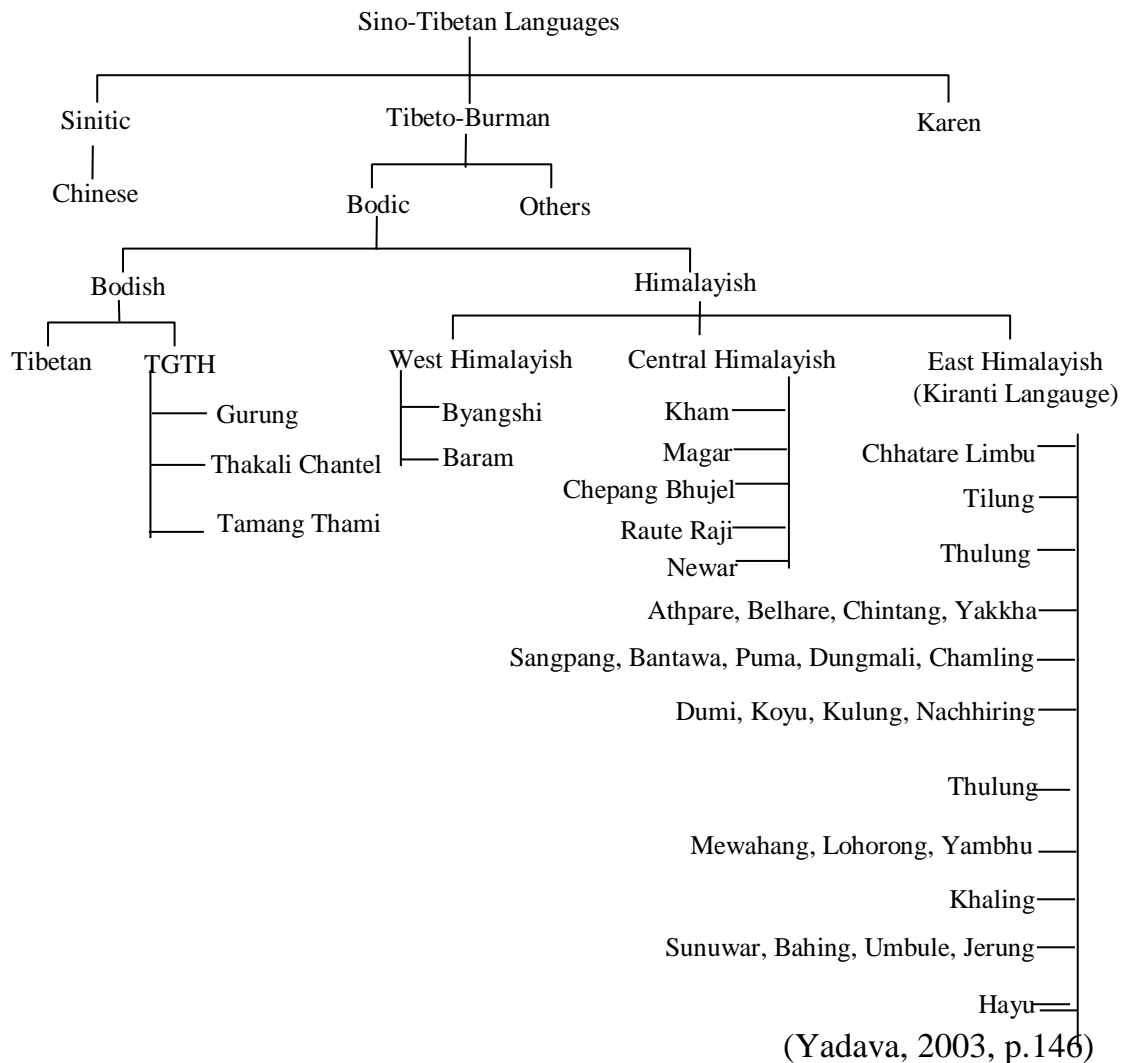 Sino-Tibetan Languages
Sinitic
Tibeto-Burman
Karen
Chinese
Bodic
Others
Bodish
Himalayish
Tibetan
TGTH
West Himalayish
Central Himalayish
East Himalayish
(Kiranti Langauge)
Gurung
Thakali Chantel
Tamang Thami
Byangshi
Baram
Kham
Magar
Chepang Bhujel
Raute Raji
Newar
Chhatare Limbu
Tilung
Thulung
Athpare, Belhare, Chintang, Yakkha
Sangpang, Bantawa, Puma, Dungmali, Chamling
Dumi, Koyu, Kulung, Nachhiring
Thulung
Mewahang, Lohorong, Yambhu
Khaling
Sunuwar, Bahing, Umbule, Jerung
Hayu
(Yadava, 2003, p.146)